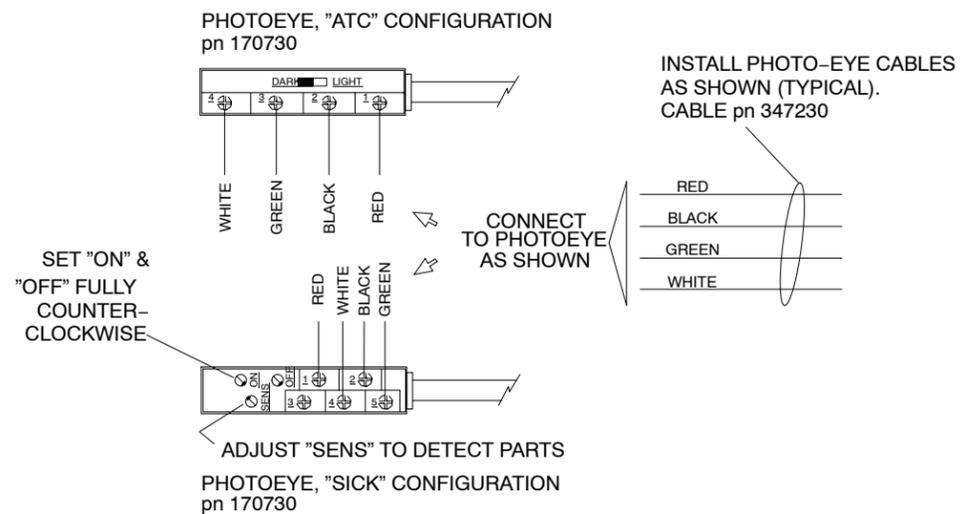 PHOTOEYE, ”ATC” CONFIGURATION
pn 170730
DARK LIGHT
4 3 2 1
WHITE
GREEN
BLACK
RED
INSTALL PHOTO–EYE CABLES
AS SHOWN (TYPICAL).
CABLE pn 347230
RED
BLACK
GREEN
WHITE
CONNECT
TO PHOTOEYE
AS SHOWN
SET ”ON” &
”OFF” FULLY
COUNTER–
CLOCKWISE
RED
WHITE
BLACK
GREEN
ON
OFF
SENS
1 2
3 4 5
ADJUST ”SENS” TO DETECT PARTS
PHOTOEYE, ”SICK” CONFIGURATION
pn 170730